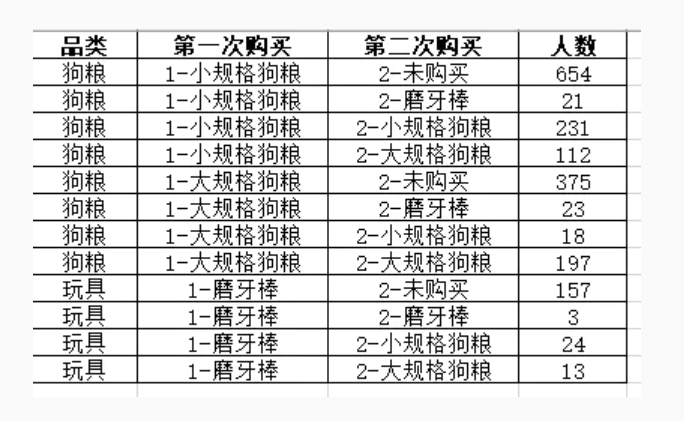 品类 第一次购买 第二次购买 人数
狗粮 1-小规格狗粮 2-未购买 654
狗粮 1-小规格狗粮 2-磨牙棒 21
狗粮 1-小规格狗粮 2-小规格狗粮 231
狗粮 1-小规格狗粮 2-大规格狗粮 112
狗粮 1-大规格狗粮 2-未购买 375
狗粮 1-大规格狗粮 2-磨牙棒 23
狗粮 1-大规格狗粮 2-小规格狗粮 18
狗粮 1-大规格狗粮 2-大规格狗粮 197
玩具 1-磨牙棒 2-未购买 157
玩具 1-磨牙棒 2-磨牙棒 3
玩具 1-磨牙棒 2-小规格狗粮 24
玩具 1-磨牙棒 2-大规格狗粮 13